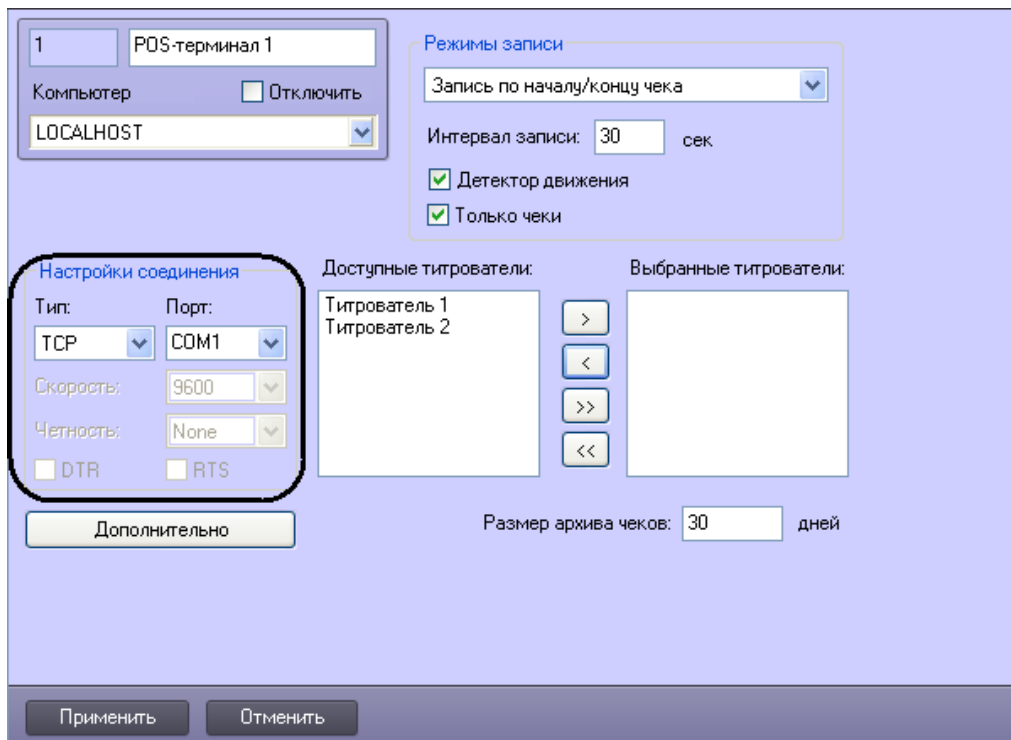 1
POS-терминал 1
Компьютер
Отключить
LOCALHOST
Режимы записи
Запись по началу/концу чека
Интервал записи: 30 сек
Детектор движения
Только чеки
Настройки соединения
Тип: Порт:
TCP COM1
Скорость: 9600
Четность: None
DTR RTS
Дополнительно
Доступные титрователи:
Титрователь 1
Титрователь 2
>
<
>>
<<
Выбранные титрователи:
Размер архива чеков: 30 дней
Применить Отменить